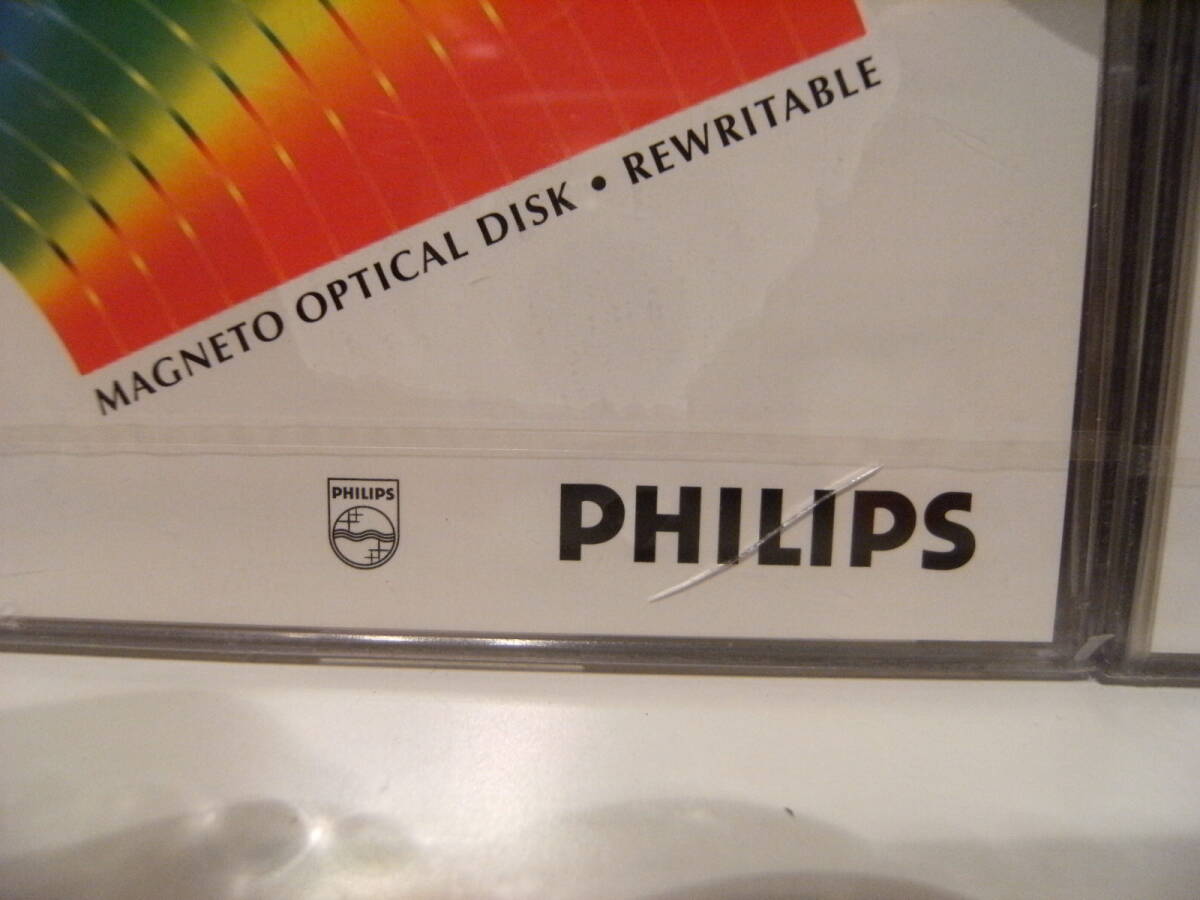 MAGNETO OPTICAL DISK • REWRITABLE
PHILIPS
PHILIPS